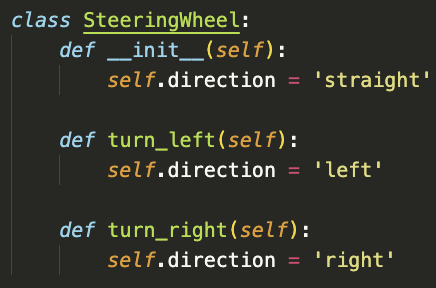 class SteeringWheel:
    def __init__(self):
        self.direction = 'straight'

    def turn_left(self):
        self.direction = 'left'

    def turn_right(self):
        self.direction = 'right'